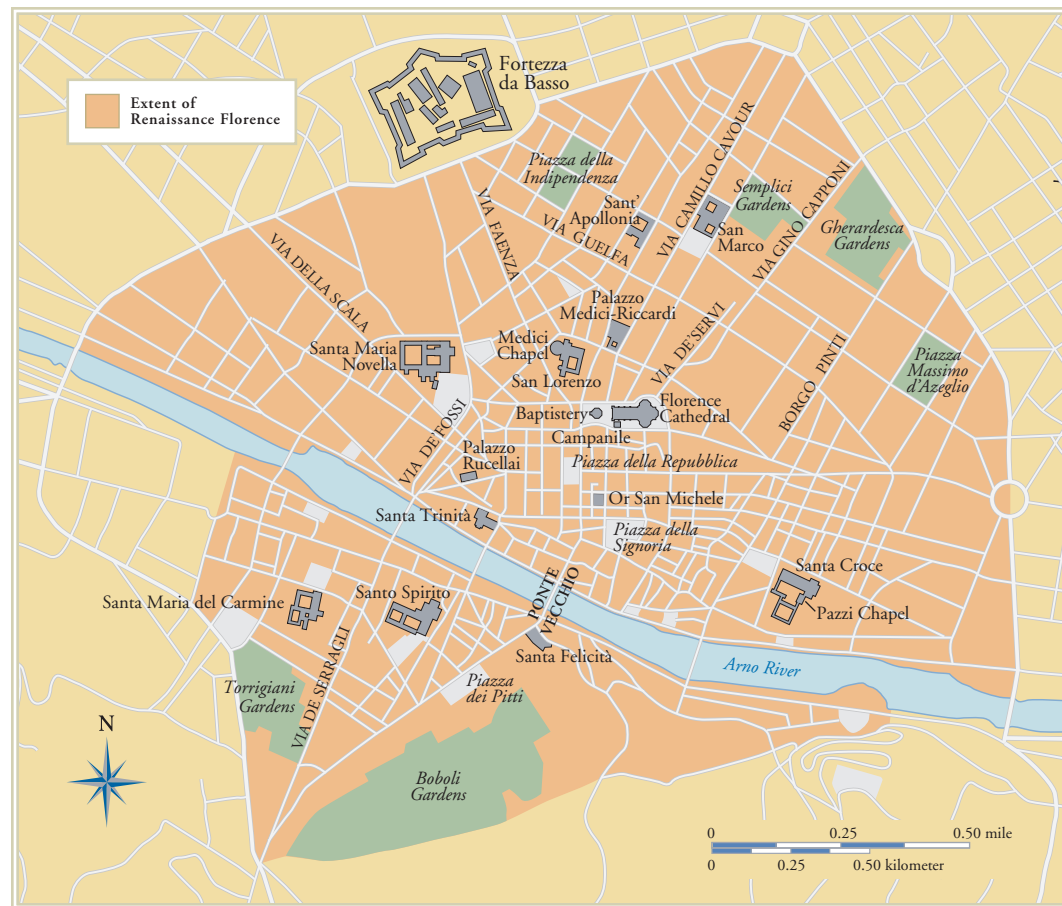 Fortezza
da Basso
Extent of
Renaissance Florence
Piazza della
Indipendenza
VIA CAMILLO CAVOUR
Semplici
Gardens
Sant'
Apollonia
VIA FAENZA
VIA GUELFA
San
Marco
VIA GINO CAPPONI
Gherardesca
Gardens
VIA DELLA SCALA
Palazzo
Medici-Riccardi
VIA DE'SERVI
Santa Maria
Novella
Medici
Chapel
San Lorenzo
BORGO PINTI
Piazza
Massimo
d'Azeglio
Baptistery
Florence
Cathedral
Campanile
VIA DE'FOSSI
Palazzo
Rucellai
Piazza della Repubblica
Or San Michele
Santa Trinità
Piazza della
Signoria
Santa Croce
Pazzi Chapel
Santa Maria del Carmine
Santo Spirito
PONTE
VECCHIO
Santa Felicità
Arno River
VIA DE SERRAGLI
Piazza
dei Pitti
Torrigiani
Gardens
N
Boboli
Gardens
0 0.25 0.50 mile
0 0.25 0.50 kilometer